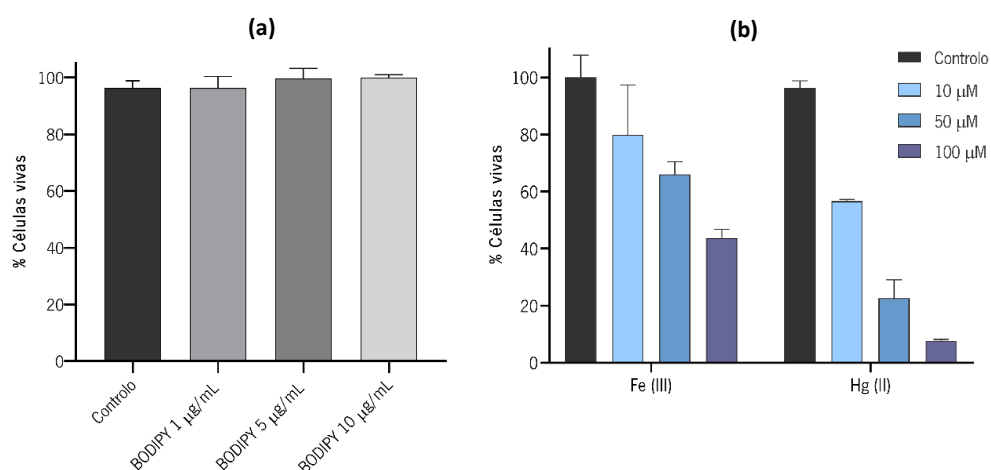 (a)
% Células vivas
100
80
60
40
20
0
Controlo
BODIPY 1 µg/mL
BODIPY 5 µg/mL
BODIPY 10 µg/mL
(b)
% Células vivas
100
80
60
40
20
0
Fe (III)
Hg (II)
Controlo
10 µM
50 µM
100 µM